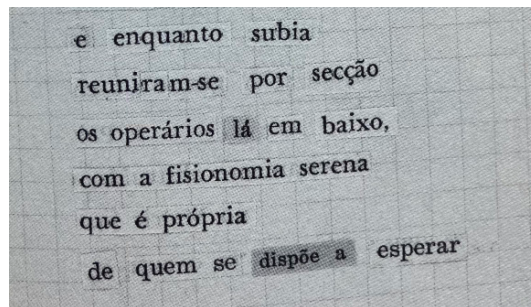 e enquanto subia
reuniram-se por secção
os operários lá em baixo,
com a fisionomia serena
que é própria
de quem se dispõe a esperar